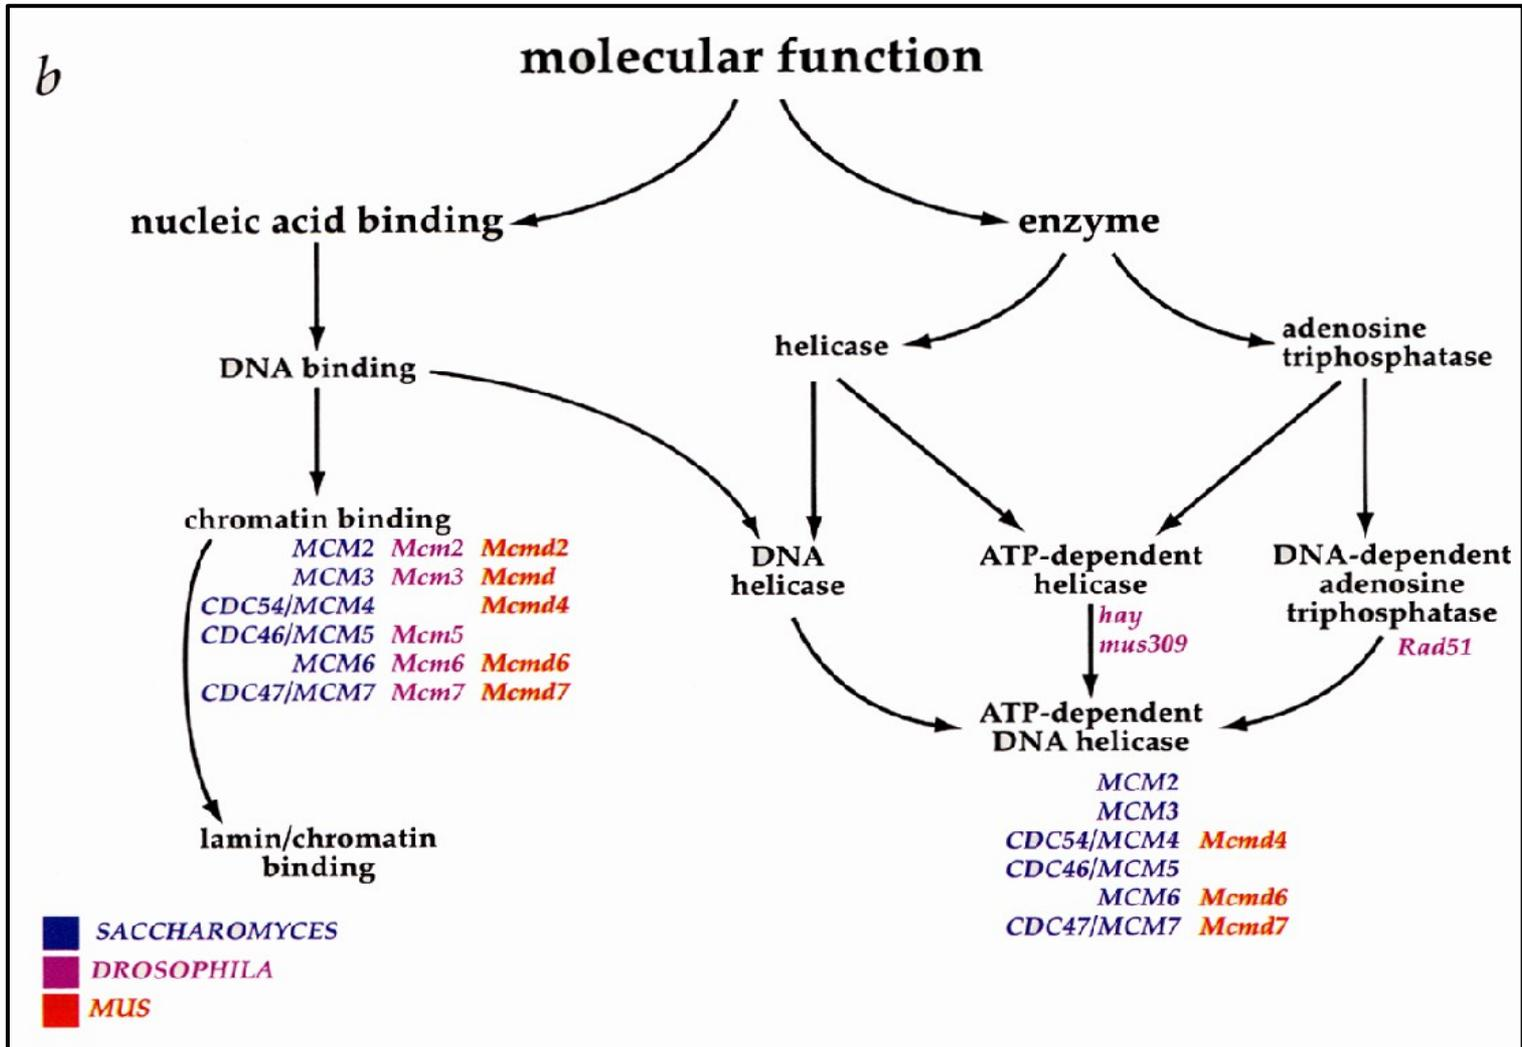 b
molecular function
nucleic acid binding
enzyme
helicase
adenosine
triphosphatase
DNA binding
chromatin binding
MCM2 Mcm2 Mcmd2
MCM3 Mcm3 Mcmd
CDC54/MCM4 Mcmd4
CDC46/MCM5 Mcm5
MCM6 Mcm6 Mcmd6
CDC47/MCM7 Mcm7 Mcmd7
DNA
helicase
ATP-dependent
helicase
hay
mus309
DNA-dependent
adenosine
triphosphatase
Rad51
ATP-dependent
DNA helicase
MCM2
MCM3
CDC54/MCM4 Mcmd4
CDC46/MCM5
MCM6 Mcmd6
CDC47/MCM7 Mcmd7
lamin/chromatin
binding
SACCHAROMYCES
DROSOPHILA
MUS